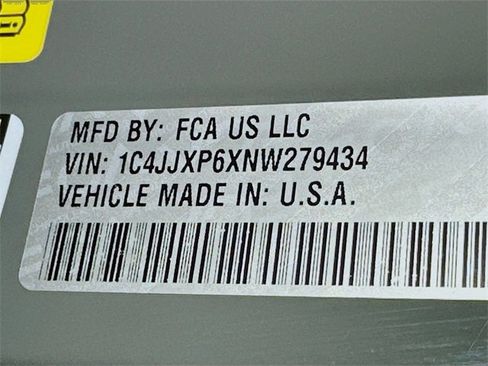 MFD BY: FCA US LLC
VIN: 1C4JJXP6XNW279434
VEHICLE MADE IN: U.S.A.